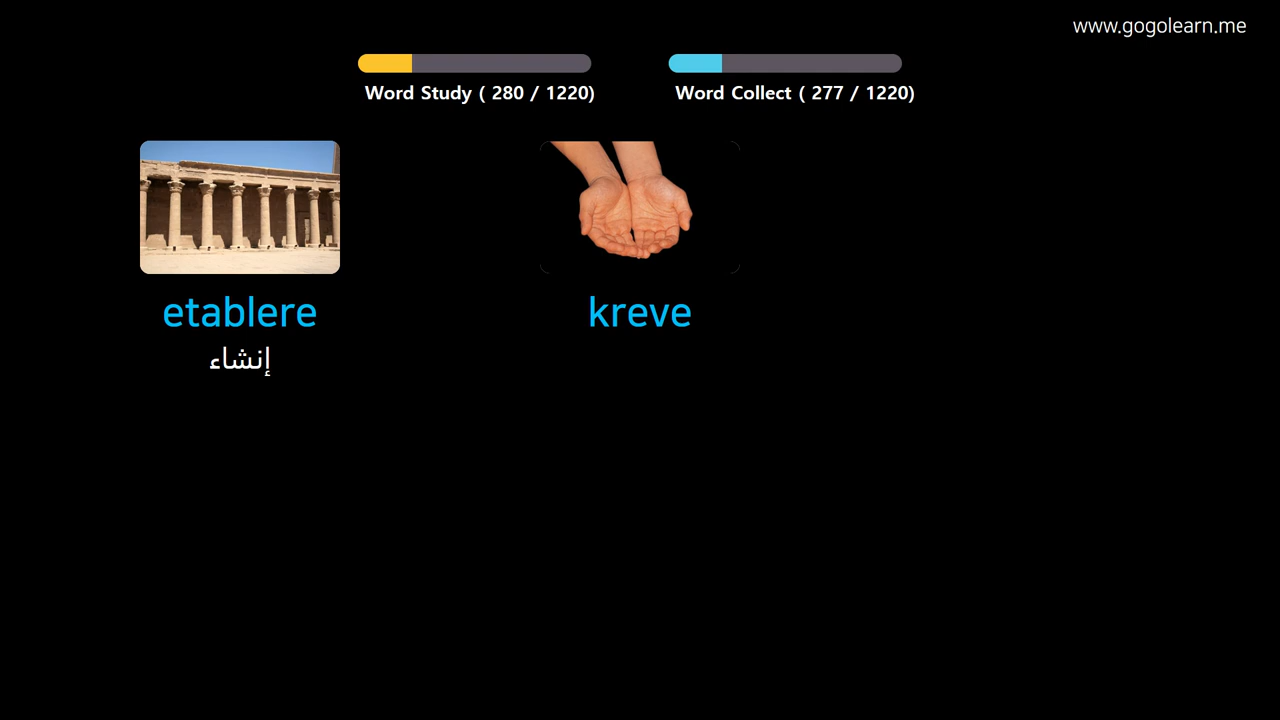 www.gogolearn.me
Word Study ( 280 / 1220)
Word Collect ( 277 / 1220)
etablere
إنشاء
kreve